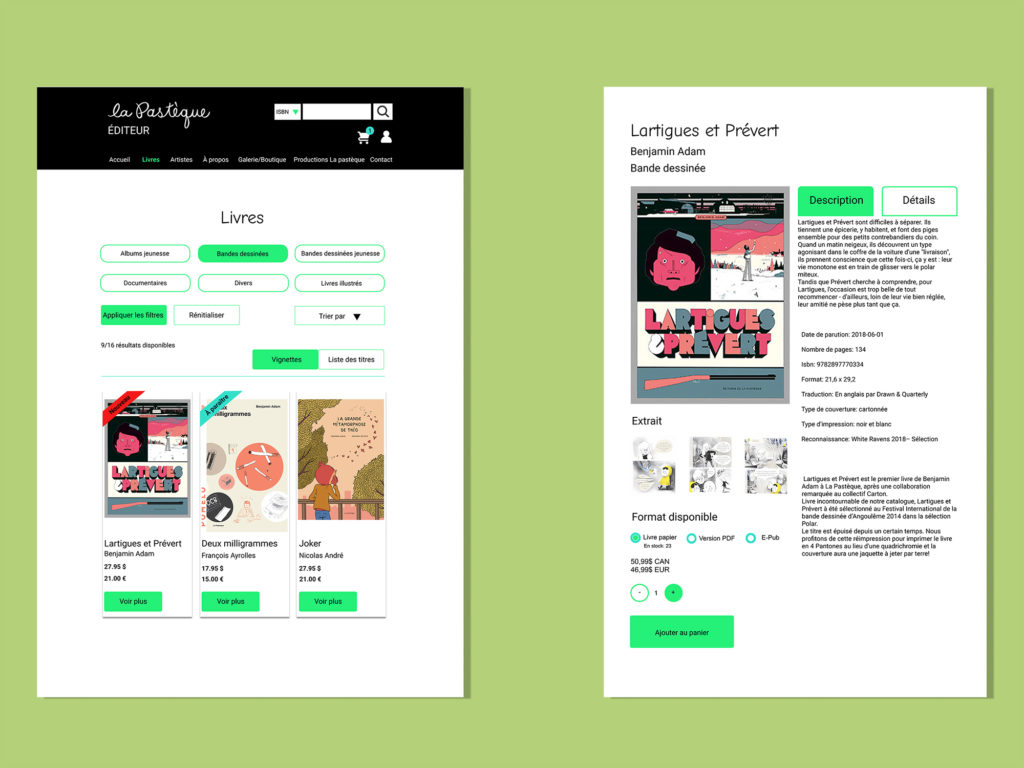 la Pastèque
ÉDITEUR
ISBN
1
Accueil Livres Artistes À propos Galerie/Boutique Productions La pastèque Contact
Livres
Albums jeunesse Bandes dessinées Bandes dessinées jeunesse
Documentaires Divers Livres illustrés
Appliquer les filtres Rénitialiser Trier par
9/16 résultats disponibles
Vignettes Liste des titres
Nouveau
LARTIGUES
& PRÉVERT
À paraître
Deux
milligrammes
Benjamin Adam
LA GRANDE
MÉTAMORPHOSE
DE THÉO
Lartigues et Prévert
Benjamin Adam
27.95 $
21.00 €
Voir plus
Deux milligrammes
François Ayrolles
17.95 $
15.00 €
Voir plus
Joker
Nicolas André
27.95 $
21.00 €
Voir plus
Lartigues et Prévert
Benjamin Adam
Bande dessinée
BENJAMIN ADAM
LARTIGUES
& PRÉVERT
ÉDITIONS DE LA PASTÈQUE
Extrait
Format disponible
Livre papier Version PDF E-Pub
En stock: 23
50,99$ CAN
46,99$ EUR
- 1 +
Ajouter au panier
Description Détails
Lartigues et Prévert sont difficiles à séparer. Ils
tiennent une épicerie, y habitent, et font des piges
ensemble pour des petits contrebandiers du coin.
Quand un matin neigeux, ils découvrent un type
agonisant dans le coffre de la voiture d'une "livraison",
ils prennent conscience que cette fois-ci, ça y est : leur
vie monotone est en train de glisser vers le polar
miteux.
Tandis que Prévert cherche à comprendre, pour
Lartigues, l'occasion est trop belle de tout
recommencer - d'ailleurs, loin de leur vie bien réglée,
leur amitié ne pèse plus tant que ça.
Date de parution: 2018-06-01
Nombre de pages: 134
Isbn: 9782897770334
Format: 21,6 x 29,2
Traduction: En anglais par Drawn & Quarterly
Type de couverture: cartonnée
Type d'impression: noir et blanc
Reconnaissance: White Ravens 2018– Sélection
Lartigues et Prévert est le premier livre de Benjamin
Adam à La Pastèque, après une collaboration
remarquée au collectif Carton.
Livre incontournable de notre catalogue, Lartigues et
Prévert à été sélectionné au Festival International de la
bande dessinée d'Angoulême 2014 dans la sélection
Polar.
Le titre est épuisé depuis un certain temps. Nous
profitons de cette réimpression pour imprimer le livre
en 4 Pantones au lieu d'une quadrichromie et la
couverture aura une jaquette à jeter par terre!